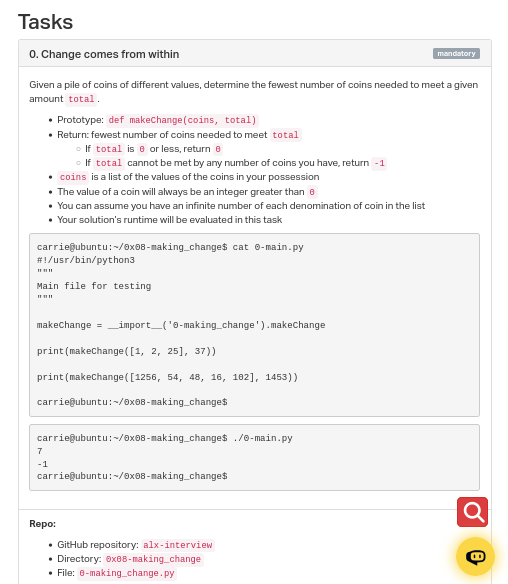 Tasks
0. Change comes from within
mandatory
Given a pile of coins of different values, determine the fewest number of coins needed to meet a given
amount total .
• Prototype: def makeChange(coins, total)
• Return: fewest number of coins needed to meet total
○ If total is 0 or less, return 0
○ If total cannot be met by any number of coins you have, return -1
• coins is a list of the values of the coins in your possession
• The value of a coin will always be an integer greater than 0
• You can assume you have an infinite number of each denomination of coin in the list
• Your solution's runtime will be evaluated in this task
carrie@ubuntu:~/0x08-making_change$ cat 0-main.py
#!/usr/bin/python3
"""
Main file for testing
"""
makeChange = __import__('0-making_change').makeChange
print(makeChange([1, 2, 25], 37))
print(makeChange([1256, 54, 48, 16, 102], 1453))
carrie@ubuntu:~/0x08-making_change$
carrie@ubuntu:~/0x08-making_change$ ./0-main.py
7
-1
carrie@ubuntu:~/0x08-making_change$
Repo:
• GitHub repository: alx-interview
• Directory: 0x08-making_change
• File: 0-making_change.py